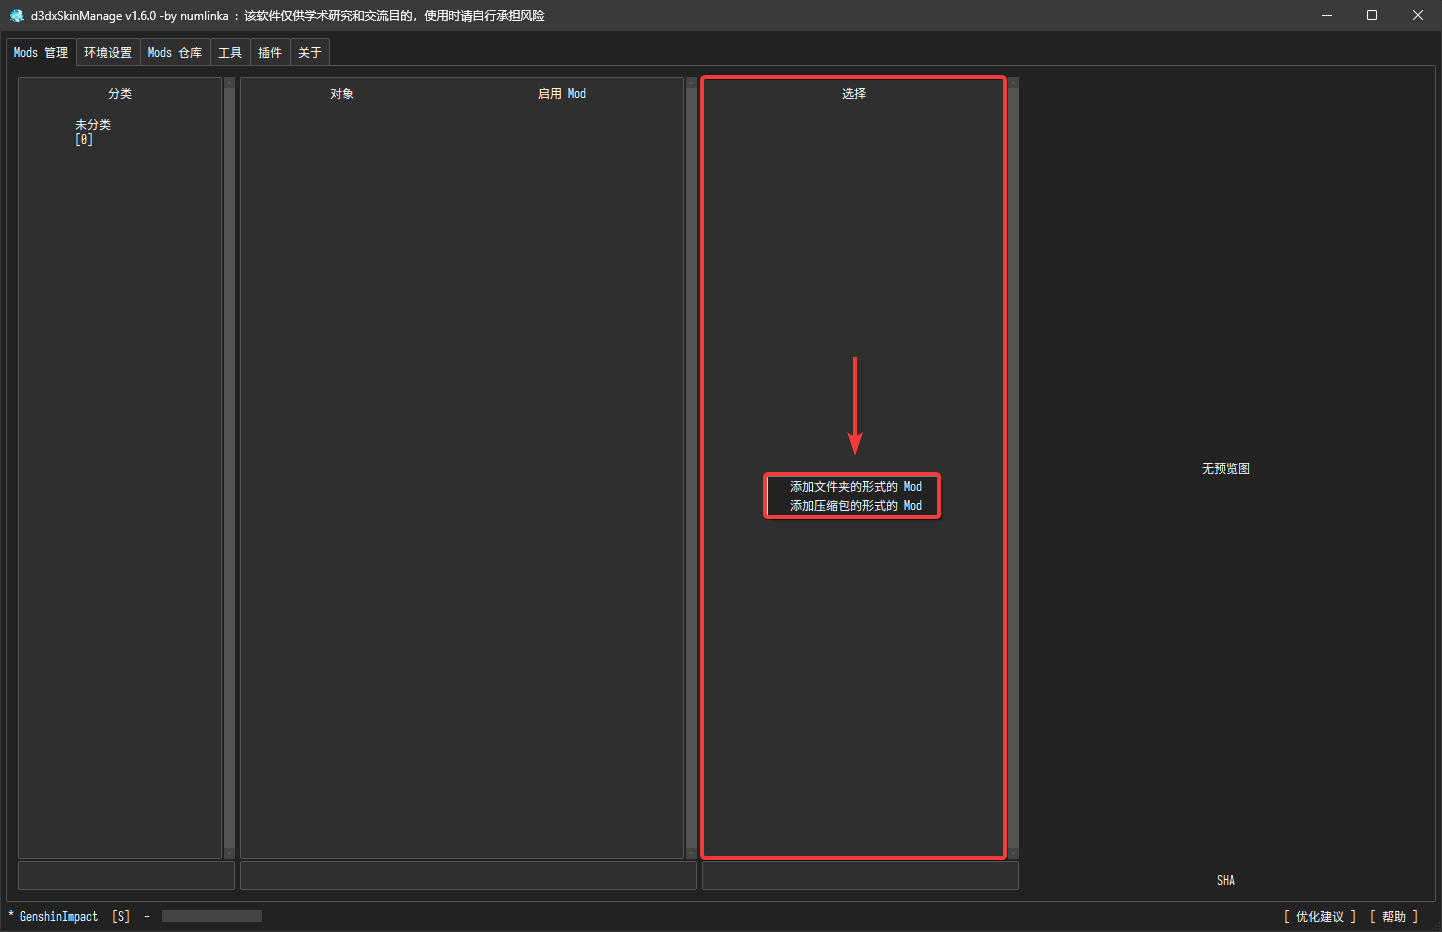 d3dxSkinManage v1.6.0 -by numlinka ：该软件仅供学术研究和交流目的，使用时请自行承担风险
Mods 管理 环境设置 Mods 仓库 工具 插件 关于
分类 对象 启用 Mod 选择
未分类
[0]
无预览图
添加文件夹的形式的 Mod
添加压缩包的形式的 Mod
SHA
* GenshinImpact [S] - [ 优化建议 ] [ 帮助 ]